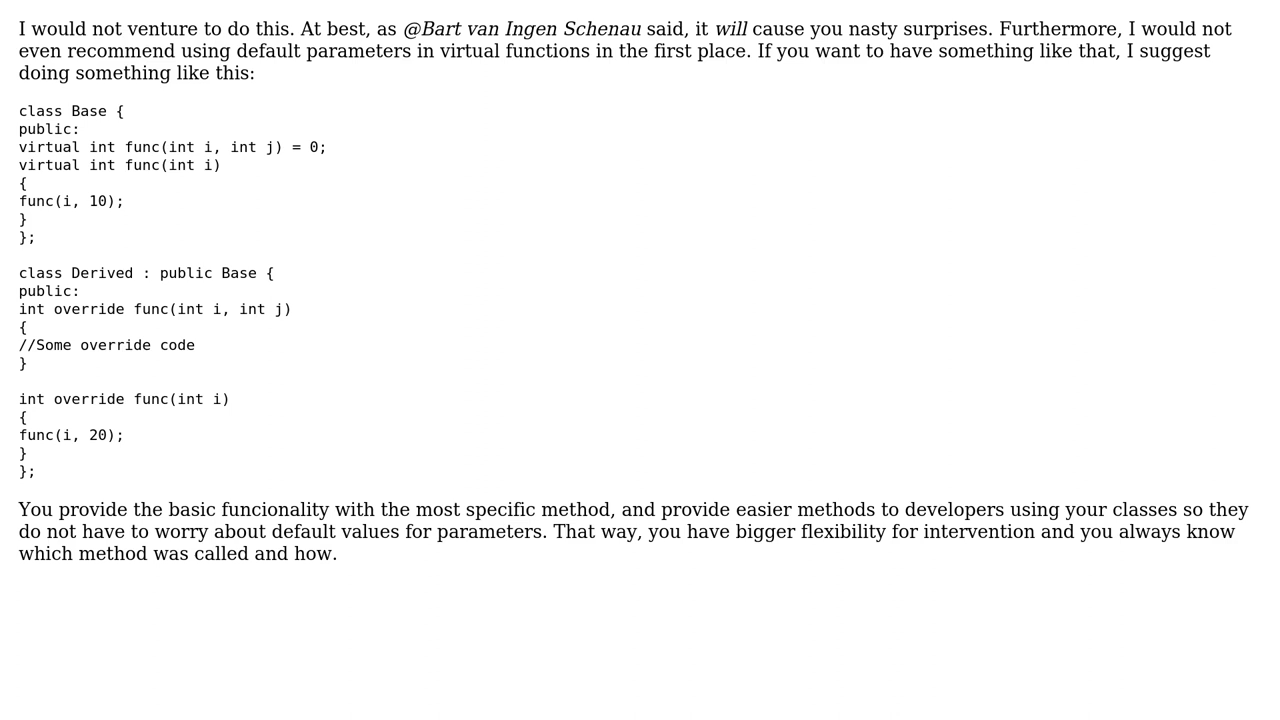 I would not venture to do this. At best, as @Bart van Ingen Schenau said, it will cause you nasty surprises. Furthermore, I would not
even recommend using default parameters in virtual functions in the first place. If you want to have something like that, I suggest
doing something like this:
class Base {
public:
virtual int func(int i, int j) = 0;
virtual int func(int i)
{
func(i, 10);
}
};
class Derived : public Base {
public:
int override func(int i, int j)
{
//Some override code
}
int override func(int i)
{
func(i, 20);
}
};
You provide the basic funcionality with the most specific method, and provide easier methods to developers using your classes so they
do not have to worry about default values for parameters. That way, you have bigger flexibility for intervention and you always know
which method was called and how.